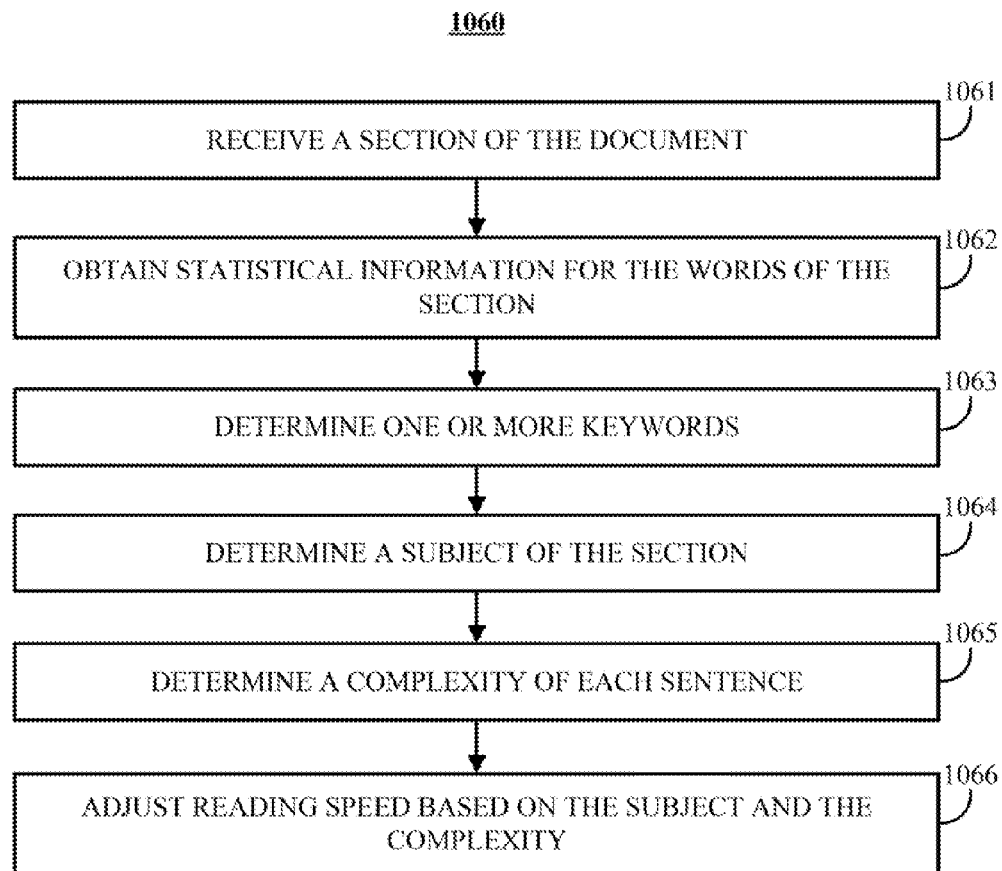 1060
1061
RECEIVE A SECTION OF THE DOCUMENT
1062
OBTAIN STATISTICAL INFORMATION FOR THE WORDS OF THE
SECTION
1063
DETERMINE ONE OR MORE KEYWORDS
1064
DETERMINE A SUBJECT OF THE SECTION
1065
DETERMINE A COMPLEXITY OF EACH SENTENCE
1066
ADJUST READING SPEED BASED ON THE SUBJECT AND THE
COMPLEXITY